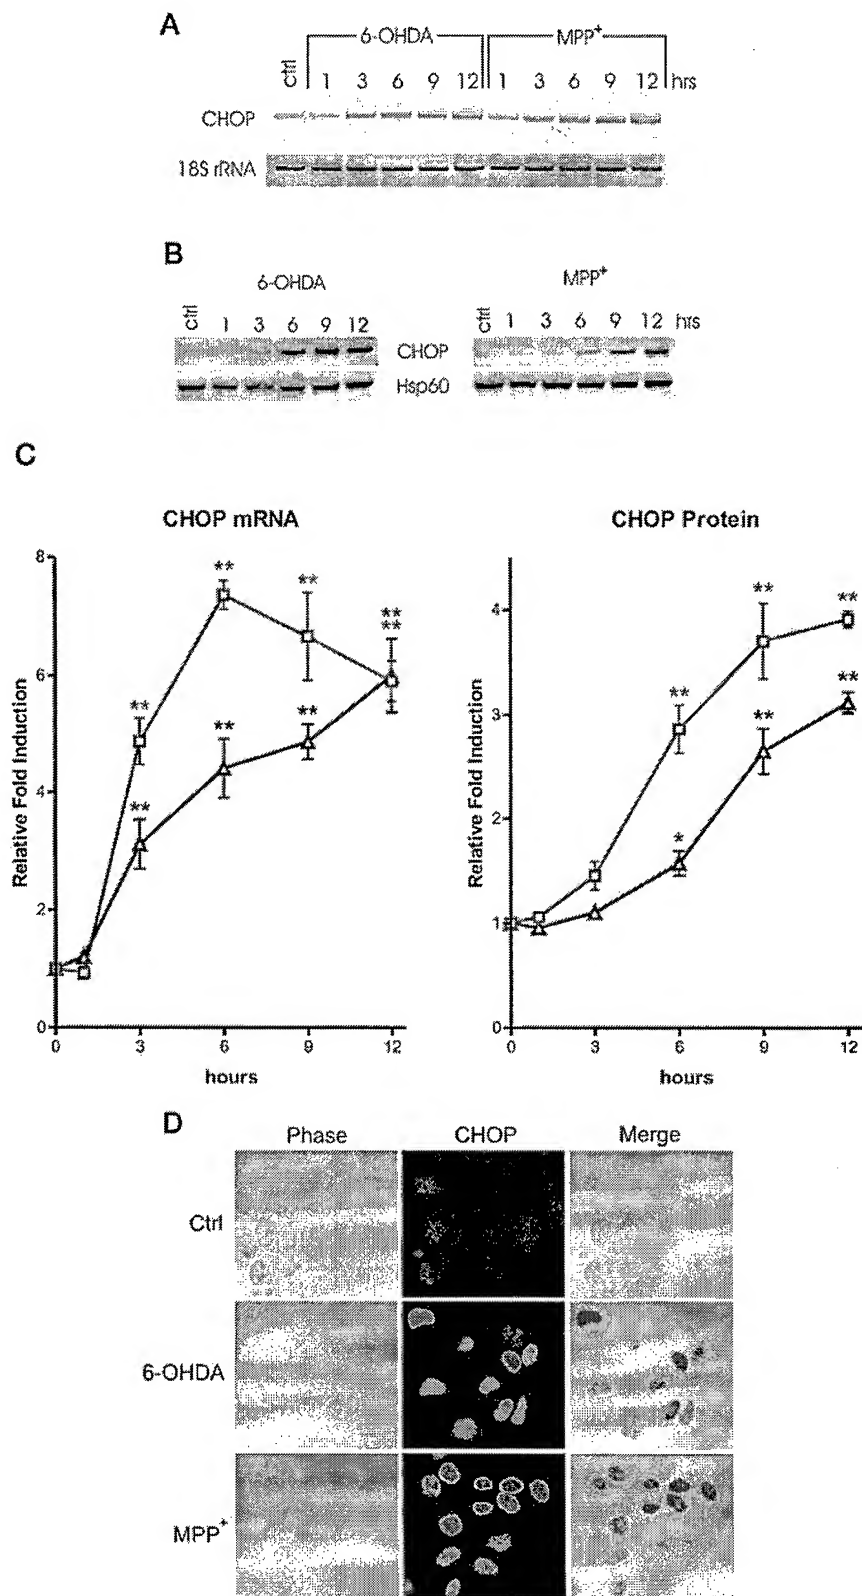 A
6-OHDA MPP+
Ctrl 1 3 6 9 12 1 3 6 9 12 hrs
CHOP
18S rRNA
B
6-OHDA MPP+
Ctrl 1 3 6 9 12 Ctrl 1 3 6 9 12 hrs
CHOP
Hsp60
C
CHOP mRNA CHOP Protein
Relative Fold Induction
8
6
4
2
0
0 3 6 9 12
hours
** ** ** ** ** ** **
**
Relative Fold Induction
4
3
2
1
0
0 3 6 9 12
hours
** ** ** * ** **
D
Phase CHOP Merge
Ctrl
6-OHDA
MPP+